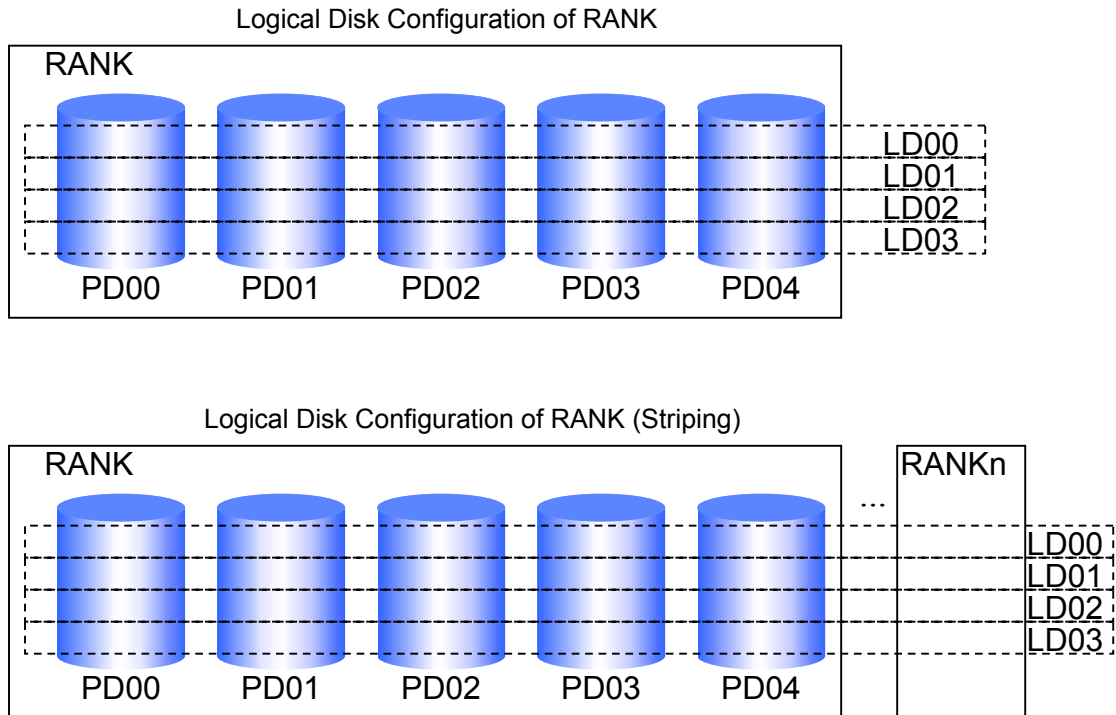 Logical Disk Configuration of RANK
RANK
LD00
LD01
LD02
LD03
PD00 PD01 PD02 PD03 PD04
Logical Disk Configuration of RANK (Striping)
RANK ... RANKn
LD00
LD01
LD02
LD03
PD00 PD01 PD02 PD03 PD04